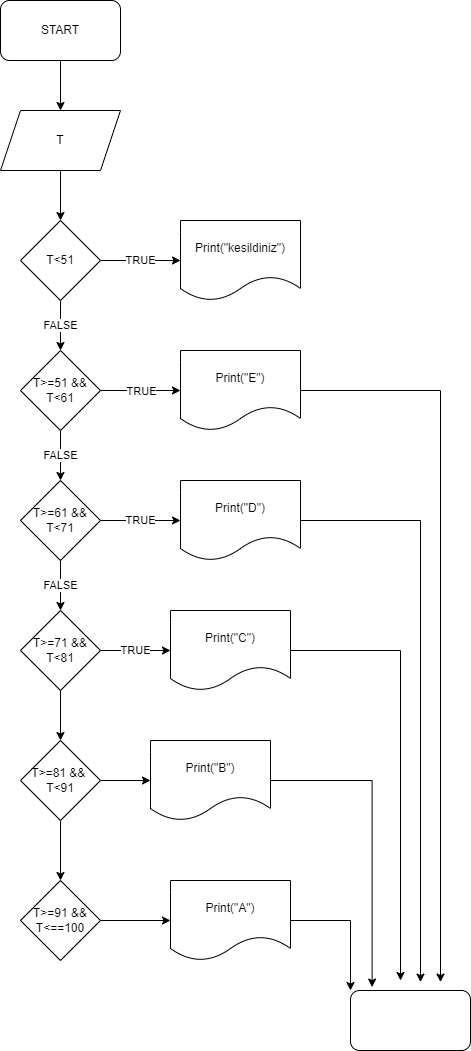 START
T
T<51
TRUE
Print("kesildiniz")
FALSE
T>=51 &&
T<61
TRUE
Print("E")
FALSE
T>=61 &&
T<71
TRUE
Print("D")
FALSE
T>=71 &&
T<81
TRUE
Print("C")
T>=81 &&
T<91
Print("B")
T>=91 &&
T<==100
Print("A")